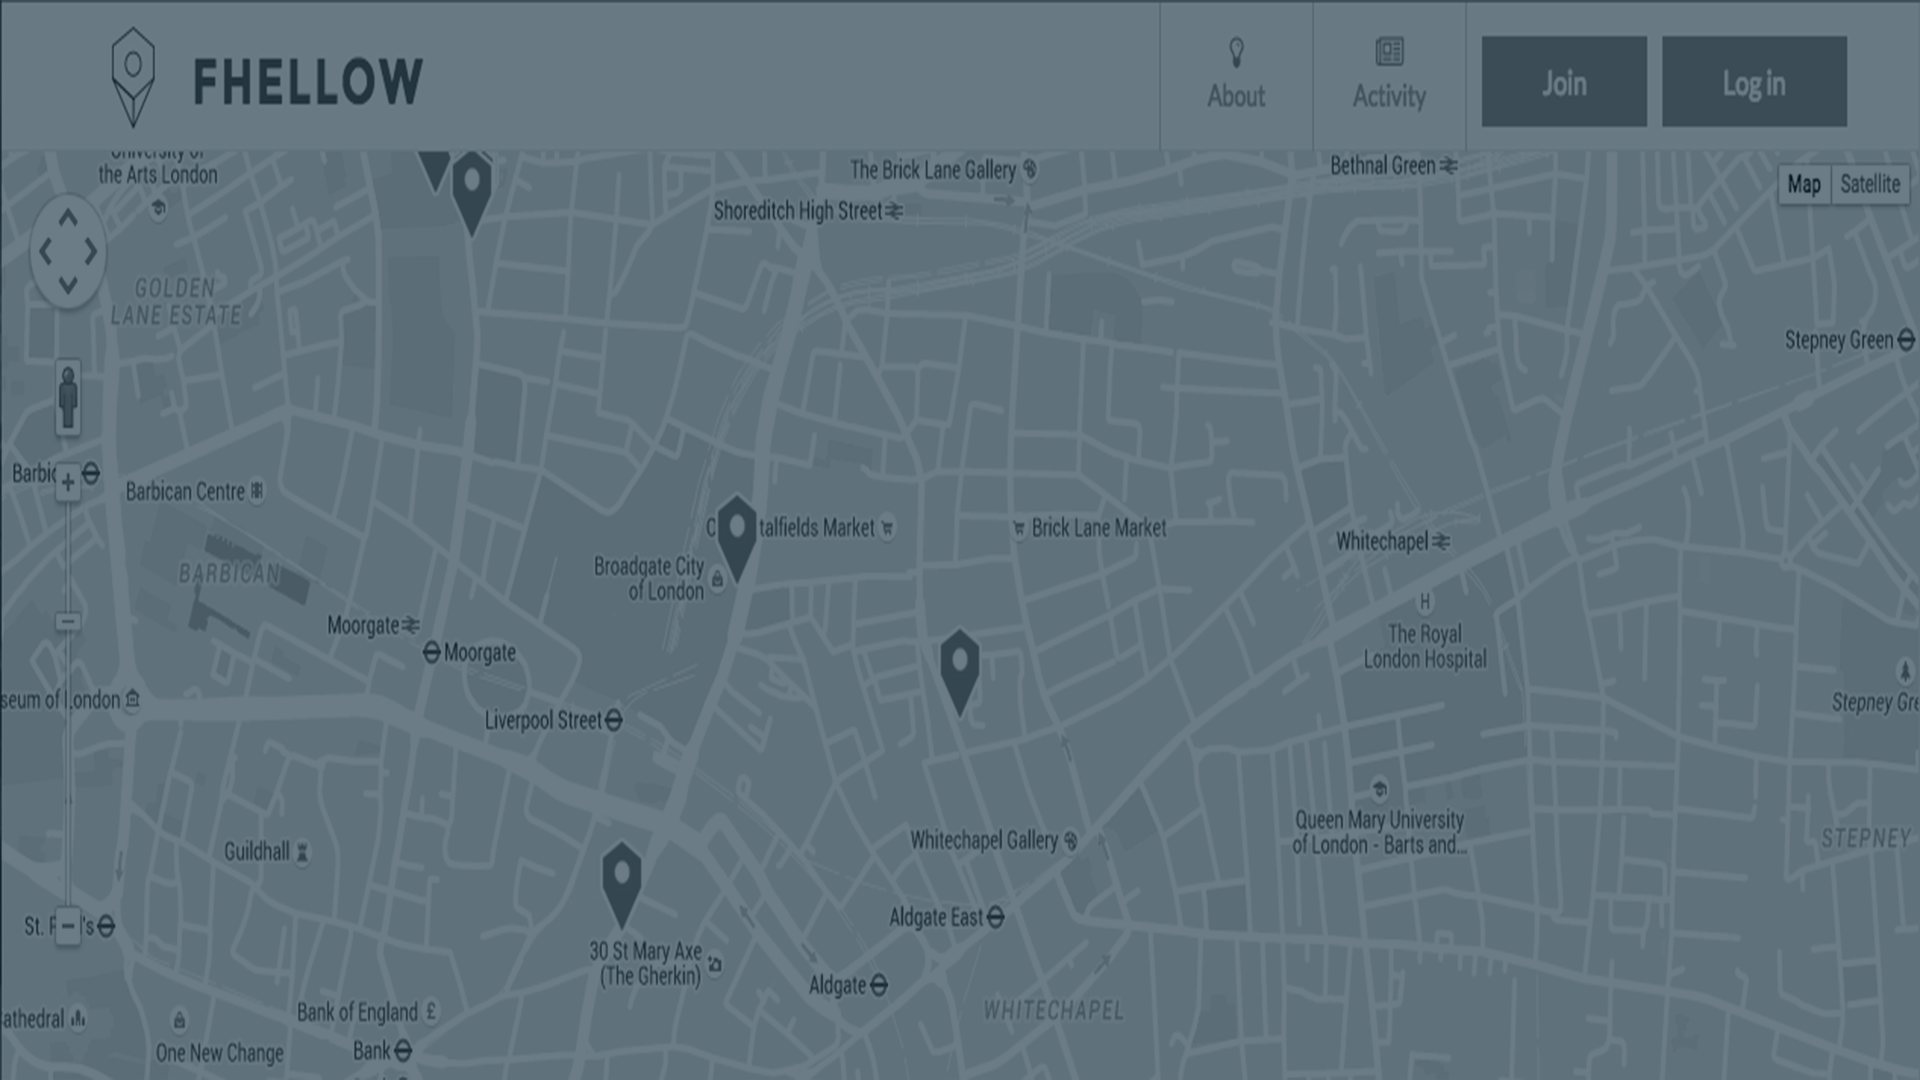 FHELLOW
About
Activity
Join
Log in
the Arts London
The Brick Lane Gallery
Bethnal Green
Map
Satellite
Shoreditch High Street
GOLDEN
LANE ESTATE
Stepney Green
Barbican Centre
talfields Market
Brick Lane Market
Whitechapel
Broadgate City
of London
BARBICAN
H
Moorgate
The Royal
London Hospital
Moorgate
seum of London
Liverpool Street
Stepney Gre
Queen Mary University
of London - Barts and...
Whitechapel Gallery
STEPNEY
Guildhall
Aldgate East
St. P l's
30 St Mary Axe
(The Gherkin)
Aldgate
Bank of England £
WHITECHAPEL
athedral
One New Change
Bank